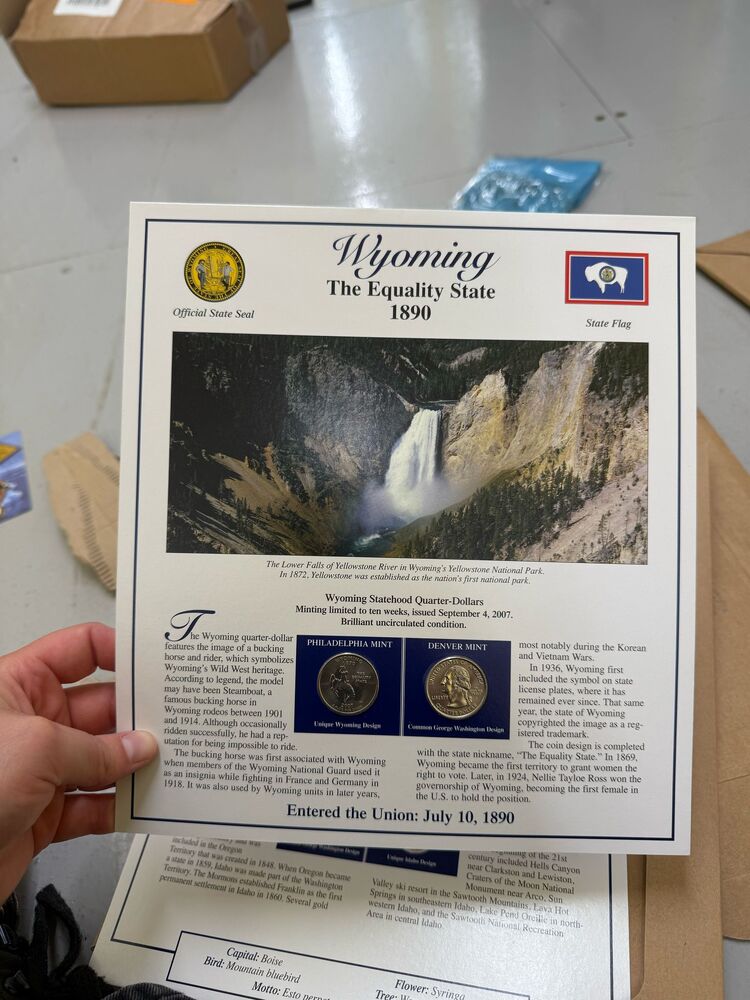 Wyoming
The Equality State
1890
Official State Seal
State Flag
The Lower Falls of Yellowstone River in Wyoming's Yellowstone National Park.
In 1872, Yellowstone was established as the nation's first national park.
Wyoming Statehood Quarter-Dollars
Minting limited to ten weeks, issued September 4, 2007.
Brilliant uncirculated condition.
The Wyoming quarter-dollar
features the image of a bucking
horse and rider, which symbolizes
Wyoming's Wild West heritage.
According to legend, the model
may have been Steamboat, a
famous bucking horse in
Wyoming rodeos between 1901
and 1914. Although occasionally
ridden successfully, he had a rep-
utation for being impossible to ride.
The bucking horse was first associated with Wyoming
when members of the Wyoming National Guard used it
as an insignia while fighting in France and Germany in
1918. It was also used by Wyoming units in later years,
PHILADELPHIA MINT
Unique Wyoming Design
DENVER MINT
LIBERTY
Common George Washington Design
most notably during the Korean
and Vietnam Wars.
In 1936, Wyoming first
included the symbol on state
license plates, where it has
remained ever since. That same
year, the state of Wyoming
copyrighted the image as a reg-
istered trademark.
The coin design is completed
with the state nickname, "The Equality State." In 1869,
Wyoming became the first territory to grant women the
right to vote. Later, in 1924, Nellie Tayloe Ross won the
governorship of Wyoming, becoming the first female in
the U.S. to hold the position.
Entered the Union: July 10, 1890
included in the Oregon
Territory that was created in 1848. When Oregon became
a state in 1859, Idaho was made part of the Washington
Territory. The Mormons established Franklin as the first
permanent settlement in Idaho in 1860. Several gold
Washington Design
Unique Idaho Design
beginning of the 21st
century included Hells Canyon,
near Clarkston and Lewiston,
Craters of the Moon National
Monument near Arco, Sun
Valley ski resort in the Sawtooth Mountains, Lava Hot
Springs in southeastern Idaho, Lake Pend Oreille in north-
western Idaho, and the Sawtooth National Recreation
Area in central Idaho.
Capital: Boise
Bird: Mountain bluebird
Motto: Esto
Flower: Syringa
Tree: